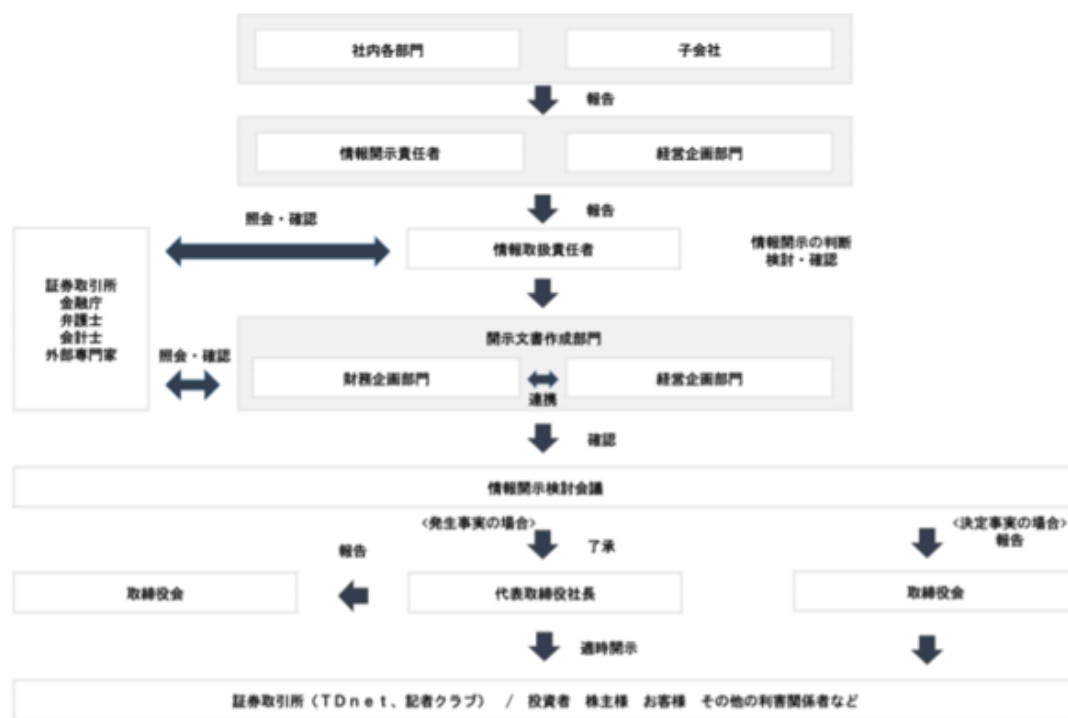 社内各部門
子会社
報告
情報開示責任者
経営企画部門
報告
照会・確認
情報取扱責任者
情報開示の判断
検討・確認
証券取引所
金融庁
弁護士
会計士
外部専門家
照会・確認
開示文書作成部門
財務企画部門
連携
経営企画部門
確認
情報開示検討会議
<発生事実の場合>
了承
<決定事実の場合>
報告
報告
取締役会
代表取締役社長
取締役会
適時開示
証券取引所（TDnet、記者クラブ） / 投資者 株主様 お客様 その他の利害関係者など